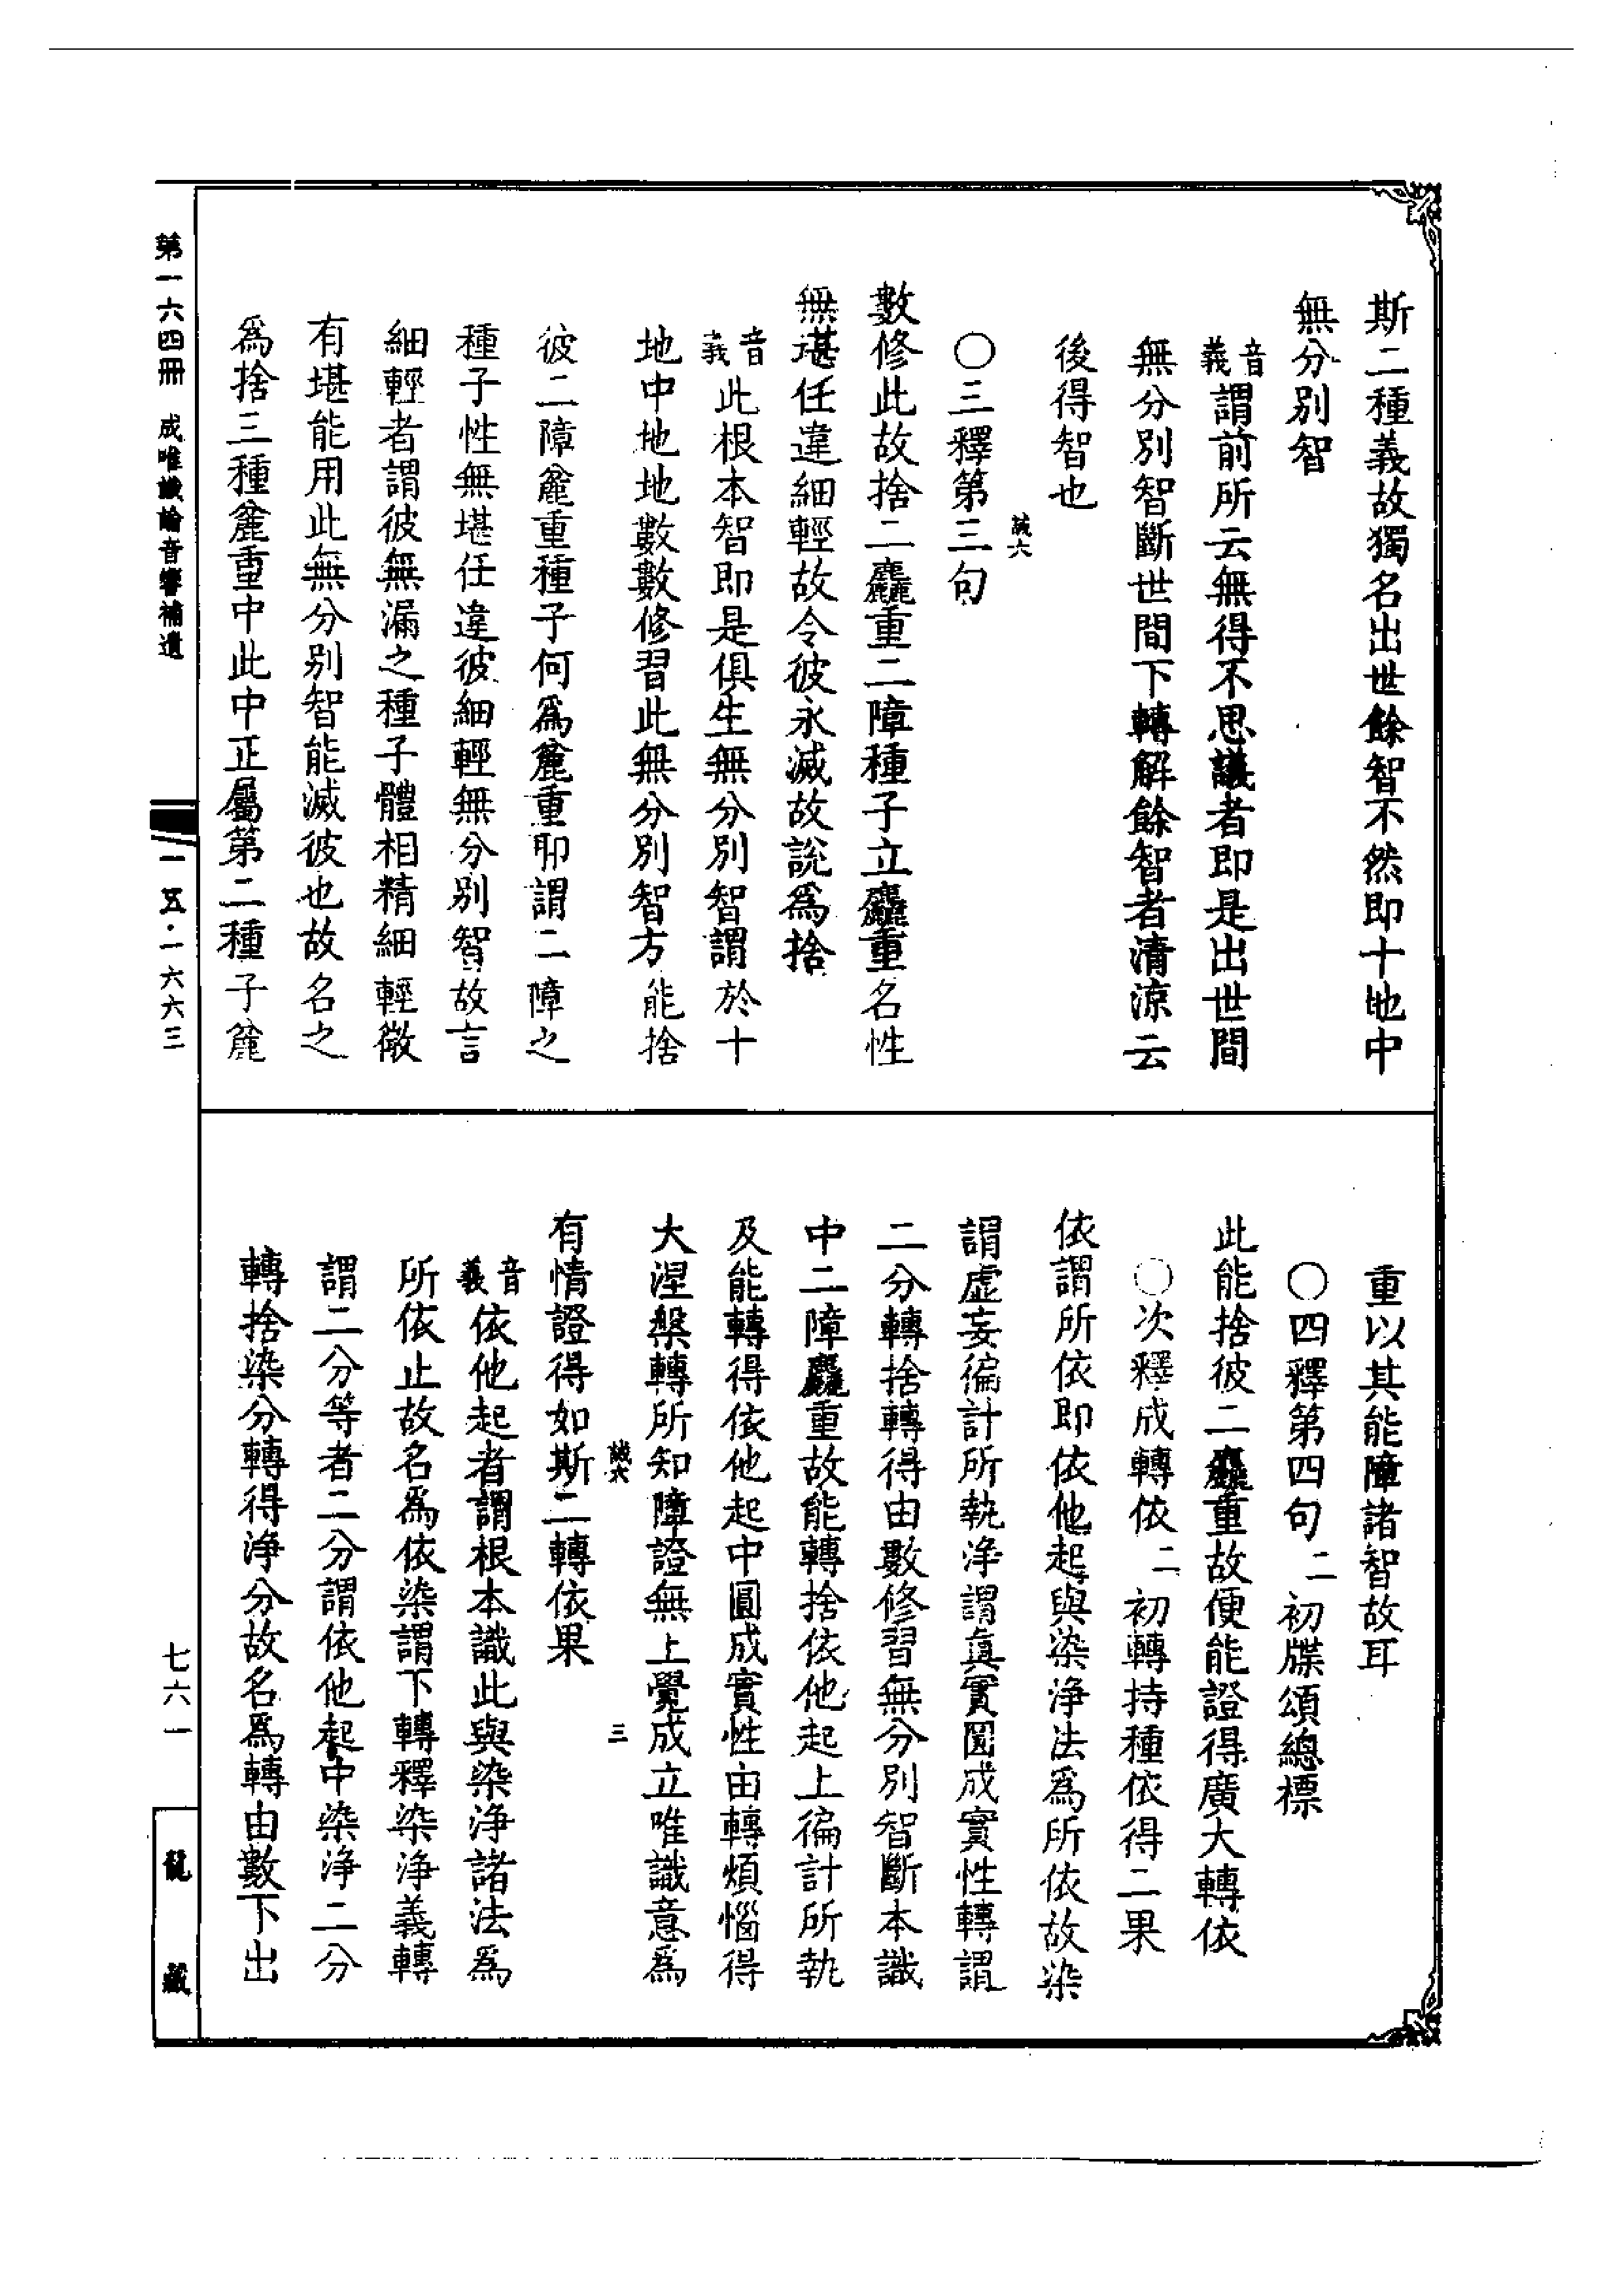 斯二種義故獨名出世餘智不然即十地中
無分別智
音義謂前所云無得不思議者即是出世間
無分別智斷世間下轉解餘智者清涼云
後得智也
誠六
〇三釋第三句
數修此故捨二麤重二障種子立麤重名性
無堪任違細輕故令彼永滅故說為捨
音義此根本智即是俱生無分別智謂於十
地中地地數數修習此無分別智方能捨
彼二障麄重種子何為麄重耶謂二障之
種子性無堪任違彼細輕無分別智故言
細輕者謂彼無漏之種子體相精細輕微
有堪能用此無分別智能滅彼也故名之
為捨三種麄重中此中正屬第二種子麄
重以其能障諸智故耳
〇四釋第四句二初牒頌總標
此能捨彼二麤重故便能證得廣大轉依
〇次釋成轉依二初轉持種依得二果
依謂所依即依他起與染淨法為所依故染
謂虛妄徧計所執淨謂真實圓成實性轉謂
二分轉捨轉得由數修習無分別智斷本識
中二障麤重故能轉捨依他起上徧計所執
及能轉得依他起中圓成實性由轉煩惱得
大涅槃轉所知障證無上覺成立唯識意為
誠六 三
有情證得如斯二轉依果
音義依他起者謂根本識此與染淨諸法為
所依止故名為依染謂下轉釋染淨義轉
謂二分等者二分謂依他起中染淨二分
轉捨染分轉得淨分故名為轉由數下出
第一六四冊 成唯識論音響補遺
一五·一六六三
七六一
龍藏